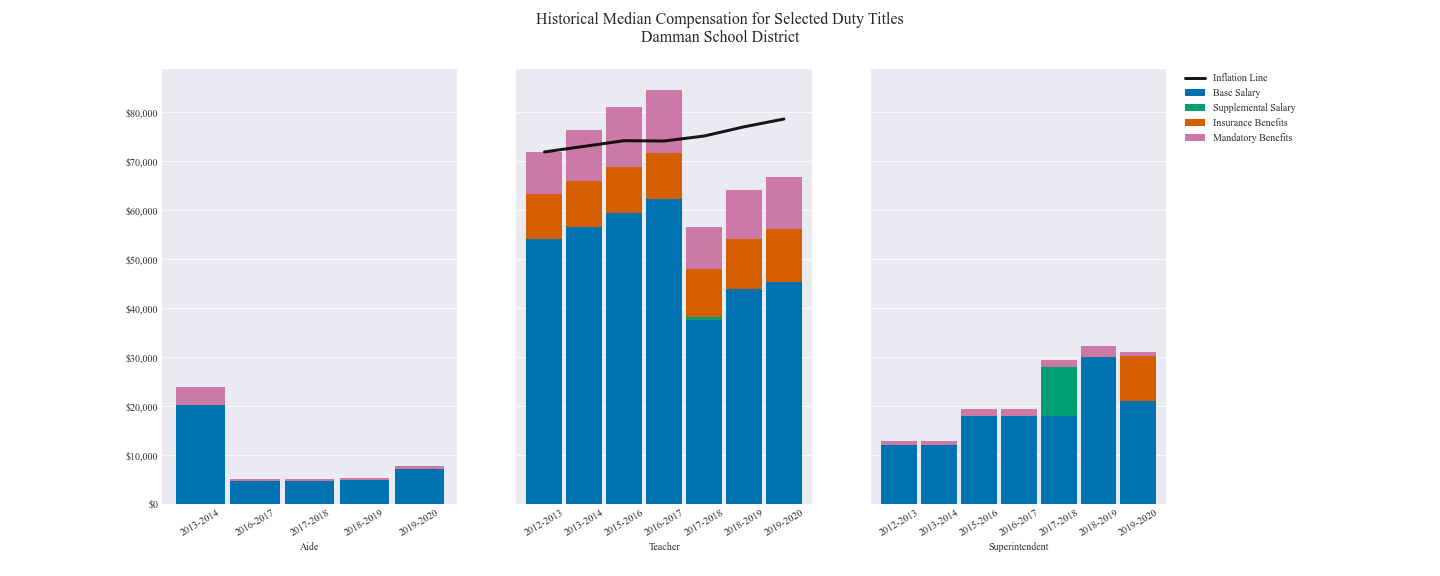 Historical Median Compensation for Selected Duty Titles
Damman School District
$80,000
$70,000
$60,000
$50,000
$40,000
$30,000
$20,000
$10,000
$0
2013-2014
2016-2017
2017-2018
2018-2019
2019-2020
Aide
2012-2013
2013-2014
2015-2016
2016-2017
2017-2018
2018-2019
2019-2020
Teacher
2012-2013
2013-2014
2015-2016
2016-2017
2017-2018
2018-2019
2019-2020
Superintendent
Inflation Line
Base Salary
Supplemental Salary
Insurance Benefits
Mandatory Benefits